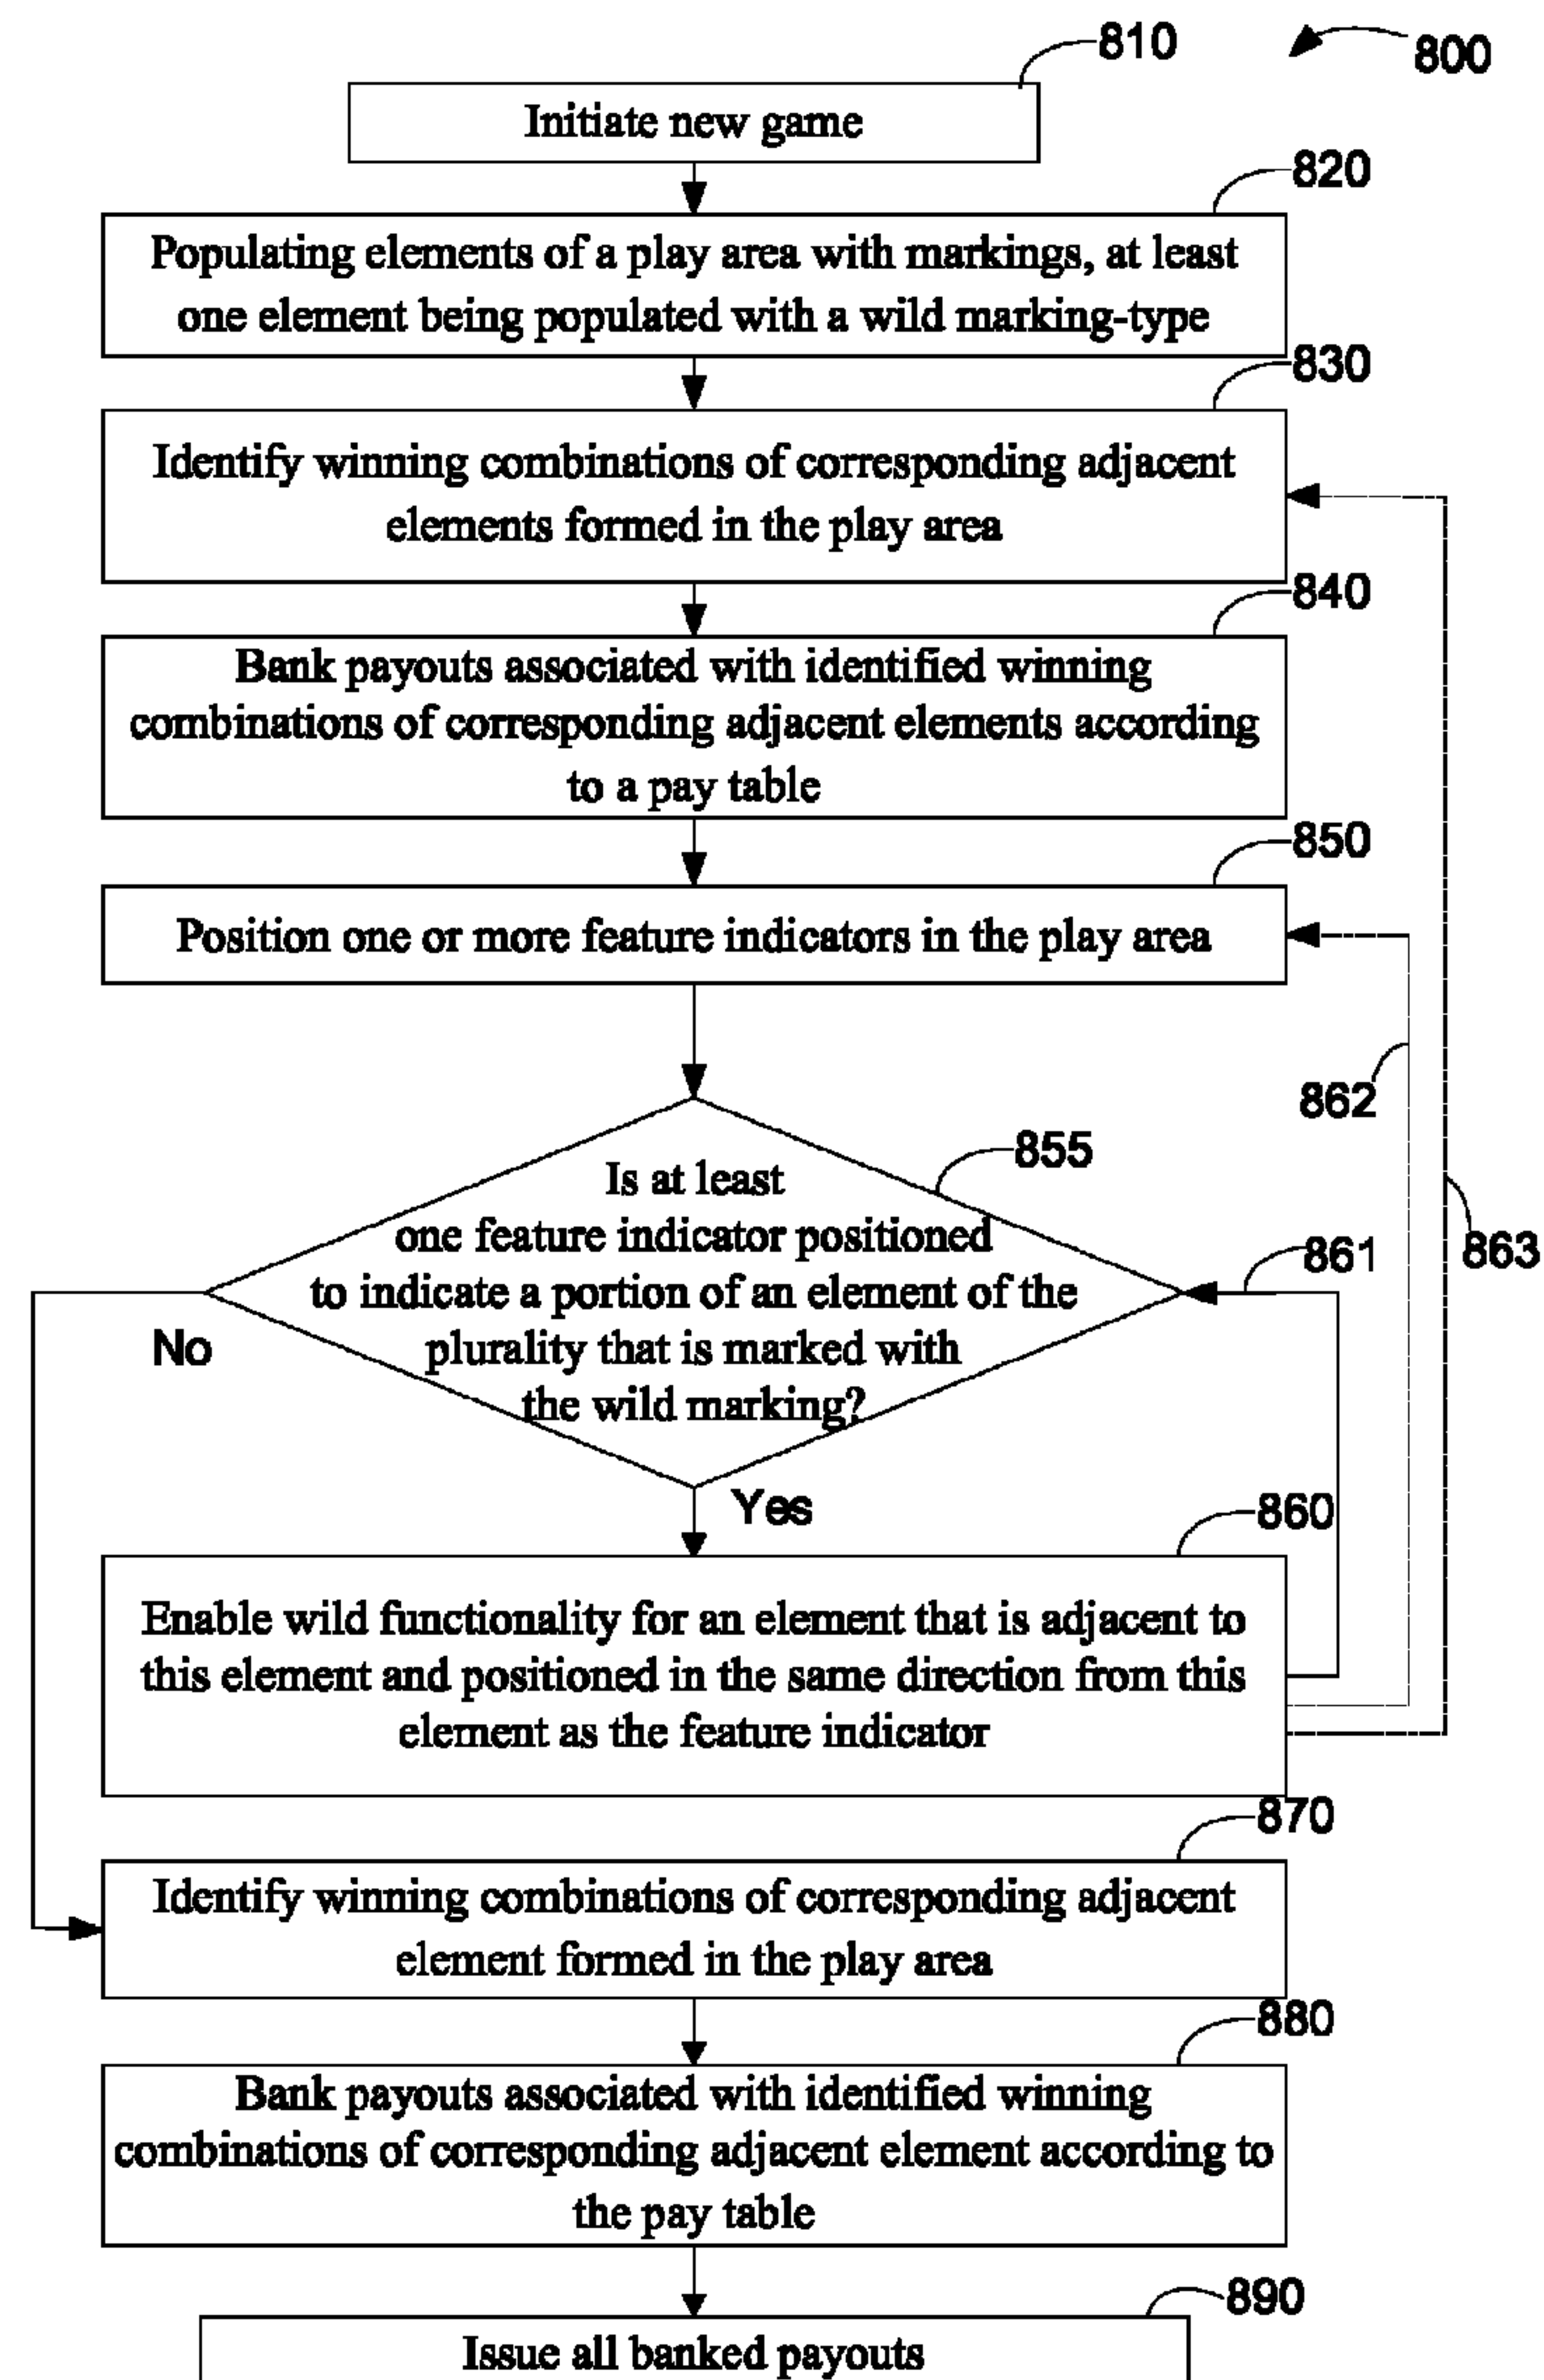 810
800
Initiate new game
820
Populating elements of a play area with markings, at least
one element being populated with a wild marking-type
830
Identify winning combinations of corresponding adjacent
elements formed in the play area
840
Bank payouts associated with identified winning
combinations of corresponding adjacent elements according
to a pay table
850
Position one or more feature indicators in the play area
862
855
Is at least
one feature indicator positioned
to indicate a portion of an element of the
plurality that is marked with
the wild marking?
861
863
No
Yes
860
Enable wild functionality for an element that is adjacent to
this element and positioned in the same direction from this
element as the feature indicator
870
Identify winning combinations of corresponding adjacent
element formed in the play area
880
Bank payouts associated with identified winning
combinations of corresponding adjacent element according to
the pay table
890
Issue all banked payouts